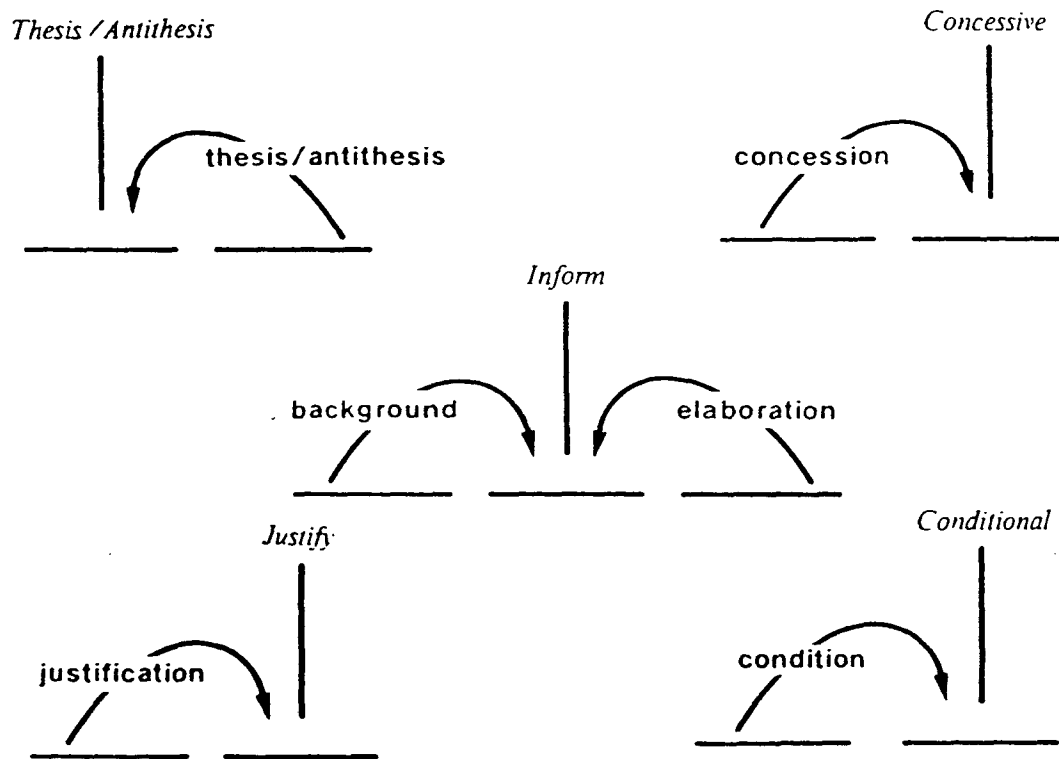 Thesis / Antithesis
Concessive
thesis/antithesis
concession
Inform
background
elaboration
Justify
Conditional
justification
condition